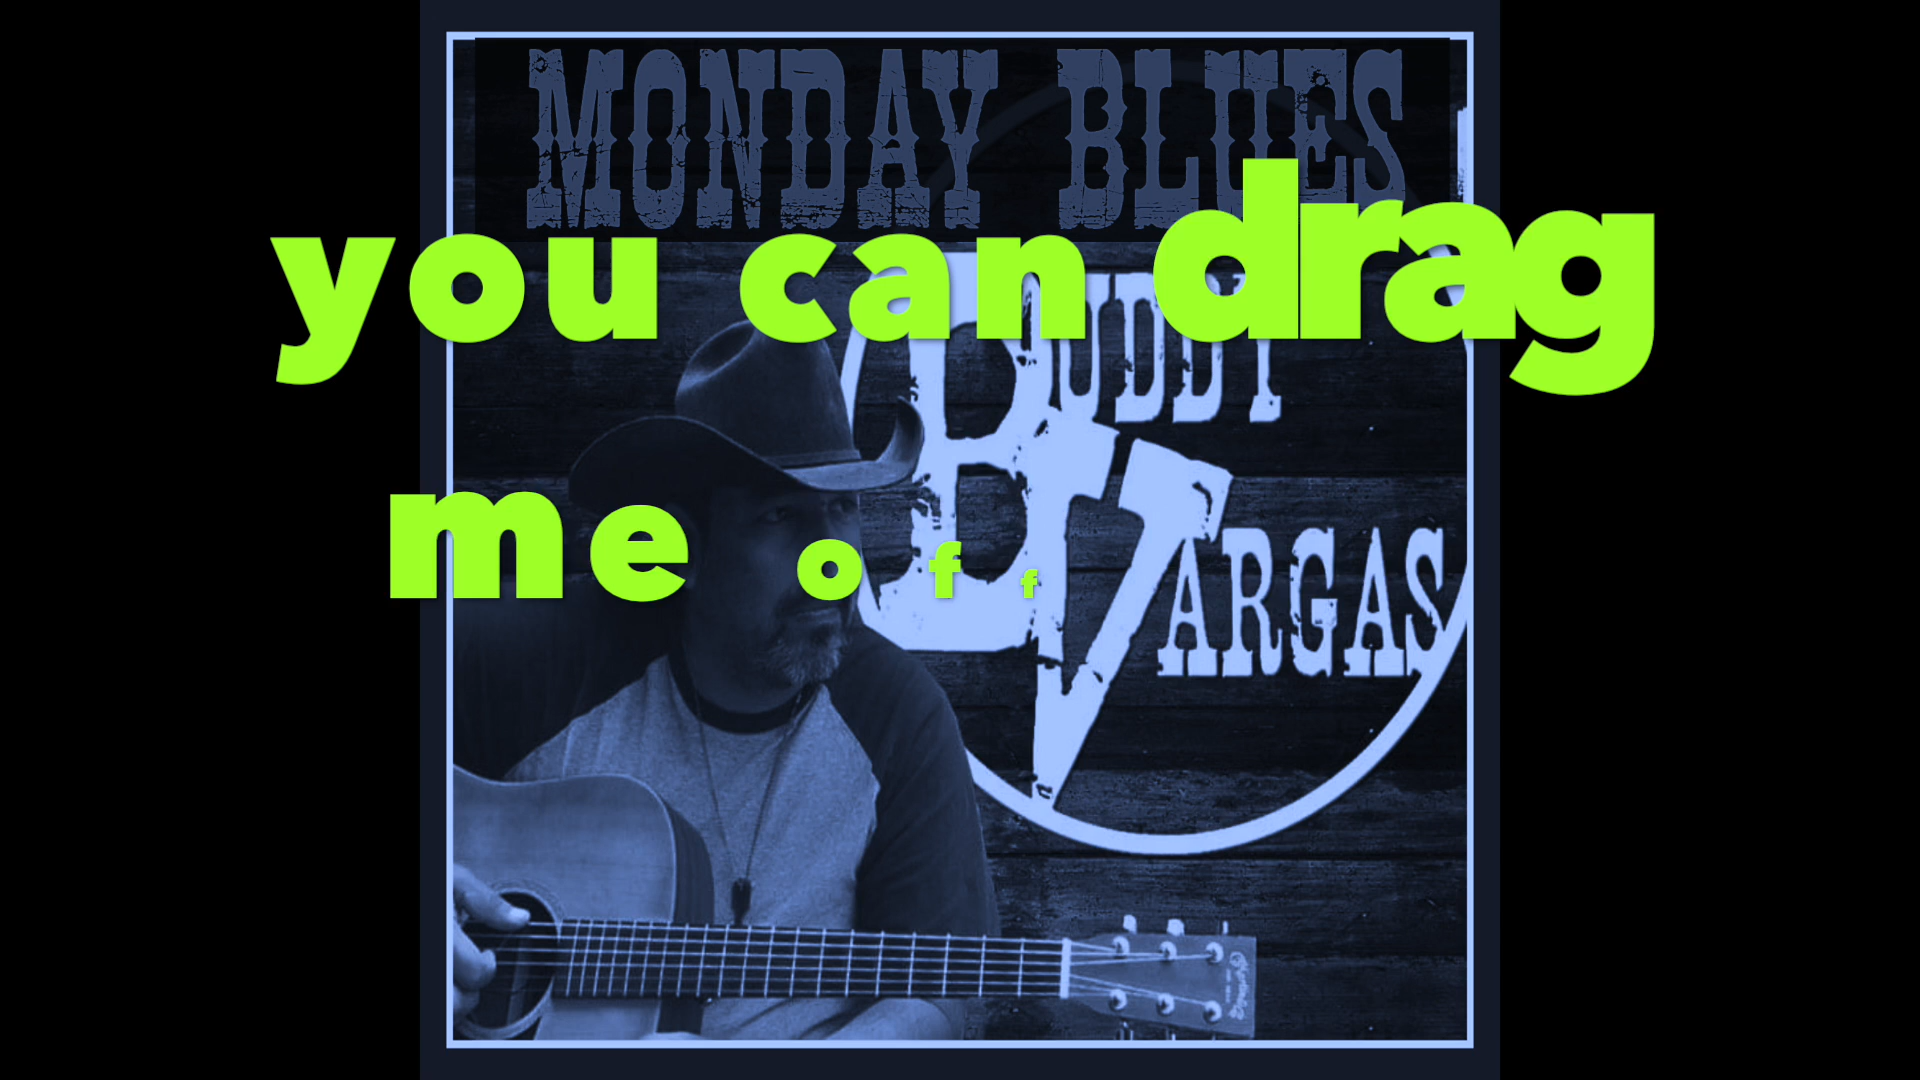 MONDAY BLUES
you can drag
BUDDY
me off
VARGAS